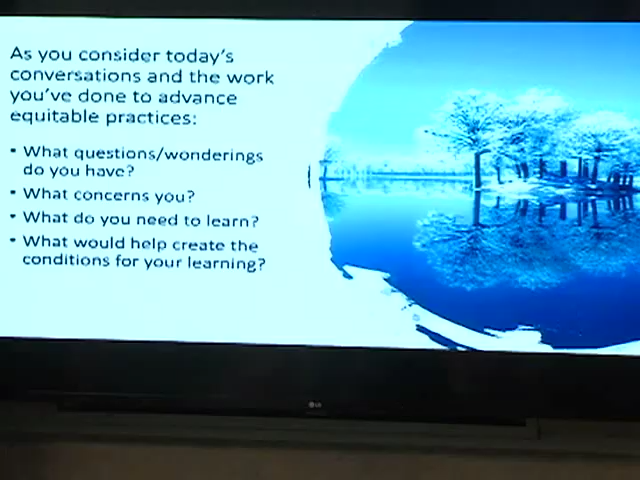 As you consider today's
conversations and the work
you've done to advance
equitable practices:
• What questions/wonderings
do you have?
• What concerns you?
• What do you need to learn?
• What would help create the
conditions for your learning?
LG